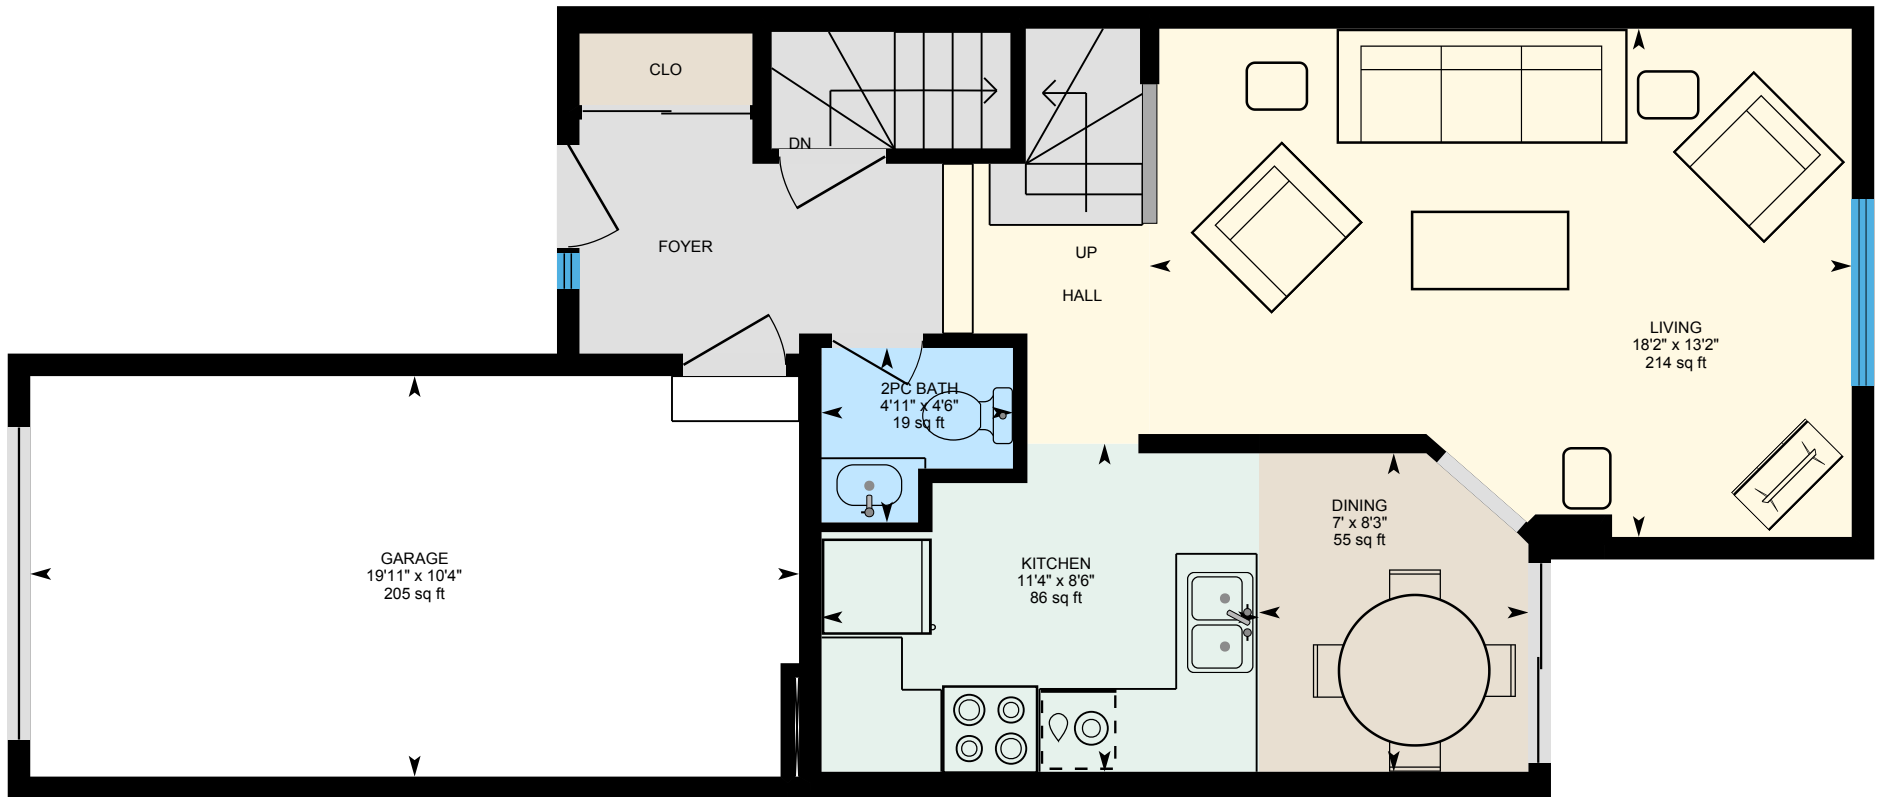 CLO
DN
FOYER
UP
HALL
LIVING
18'2" x 13'2"
214 sq ft
2PC BATH
4'11" x 4'6"
19 sq ft
DINING
7' x 8'3"
55 sq ft
GARAGE
19'11" x 10'4"
205 sq ft
KITCHEN
11'4" x 8'6"
86 sq ft